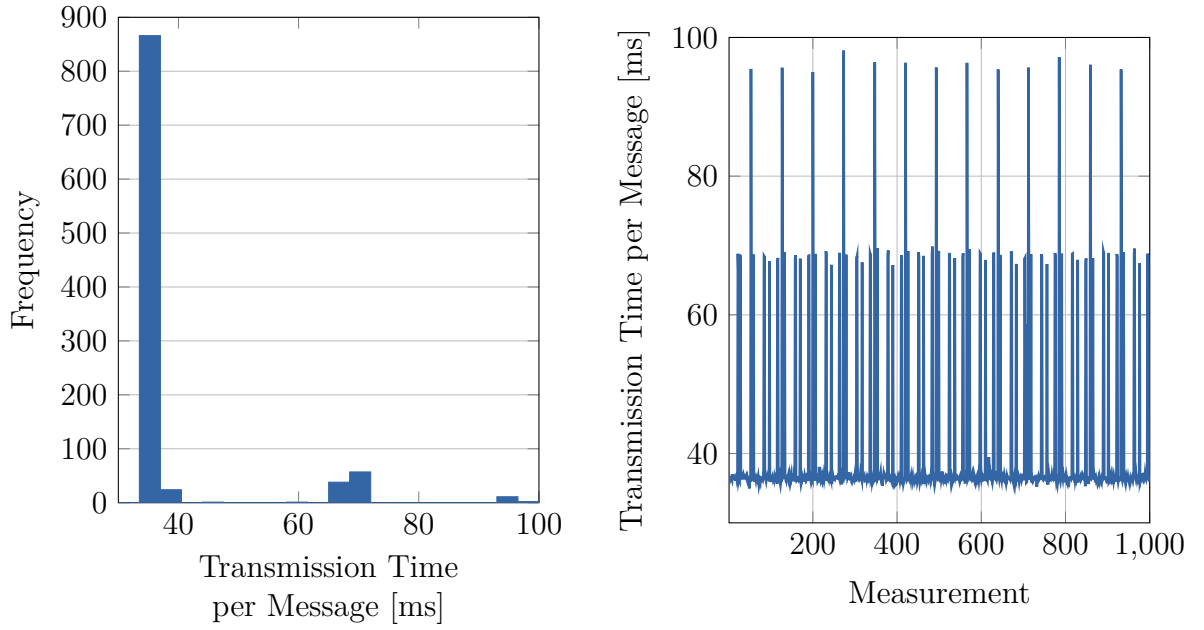 900
800
700
600
500
400
300
200
100
0
Frequency
40 60 80 100
Transmission Time
per Message [ms]
100
80
60
40
Transmission Time per Message [ms]
200 400 600 800 1,000
Measurement